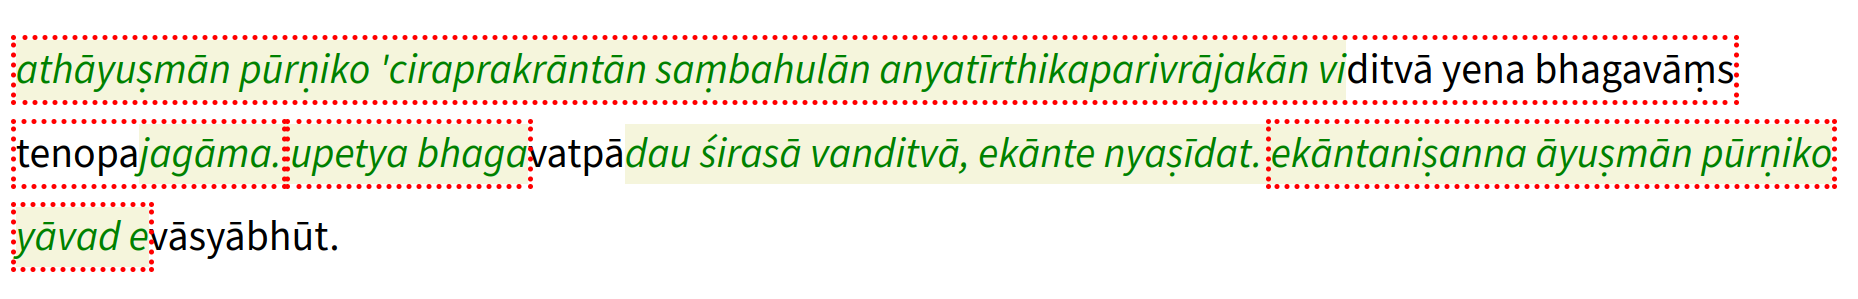 athāyuṣmān pūrṇiko 'ciraprakrāntān saṃbahulān anyatīrthikaparivrājakān viditvā yena bhagavāṃs
tenopajagāma. upetya bhagavatpādau śirasā vanditvā, ekānte nyaṣīdat. ekāntaniṣanna āyuṣmān pūrṇiko
yāvad evāsyābhūt.